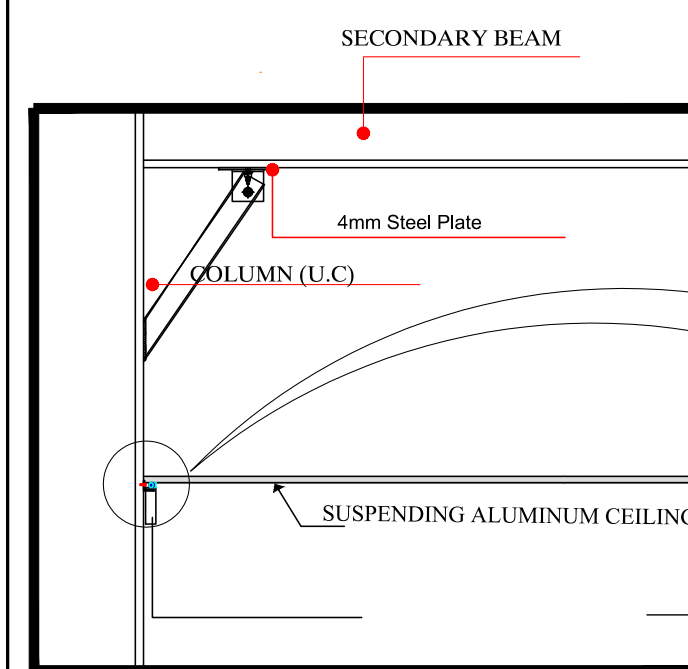 SECONDARY BEAM
4mm Steel Plate
COLUMN (U.C)
SUSPENDING ALUMINUM CEILING